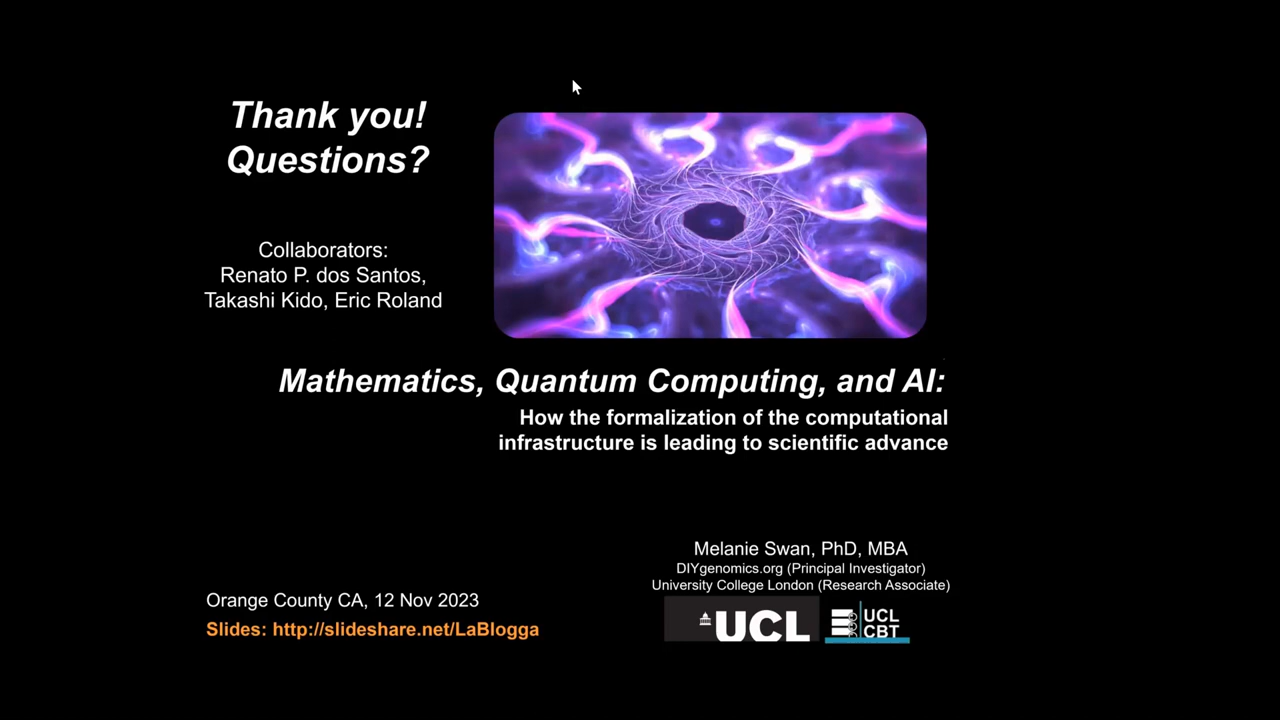 Thank you!
Questions?
Collaborators:
Renato P. dos Santos,
Takashi Kido, Eric Roland
Mathematics, Quantum Computing, and AI:
How the formalization of the computational
infrastructure is leading to scientific advance
Melanie Swan, PhD, MBA
DIYgenomics.org (Principal Investigator)
University College London (Research Associate)
Orange County CA, 12 Nov 2023
Slides: http://slideshare.net/LaBlogga
UCL
UCL
CBT